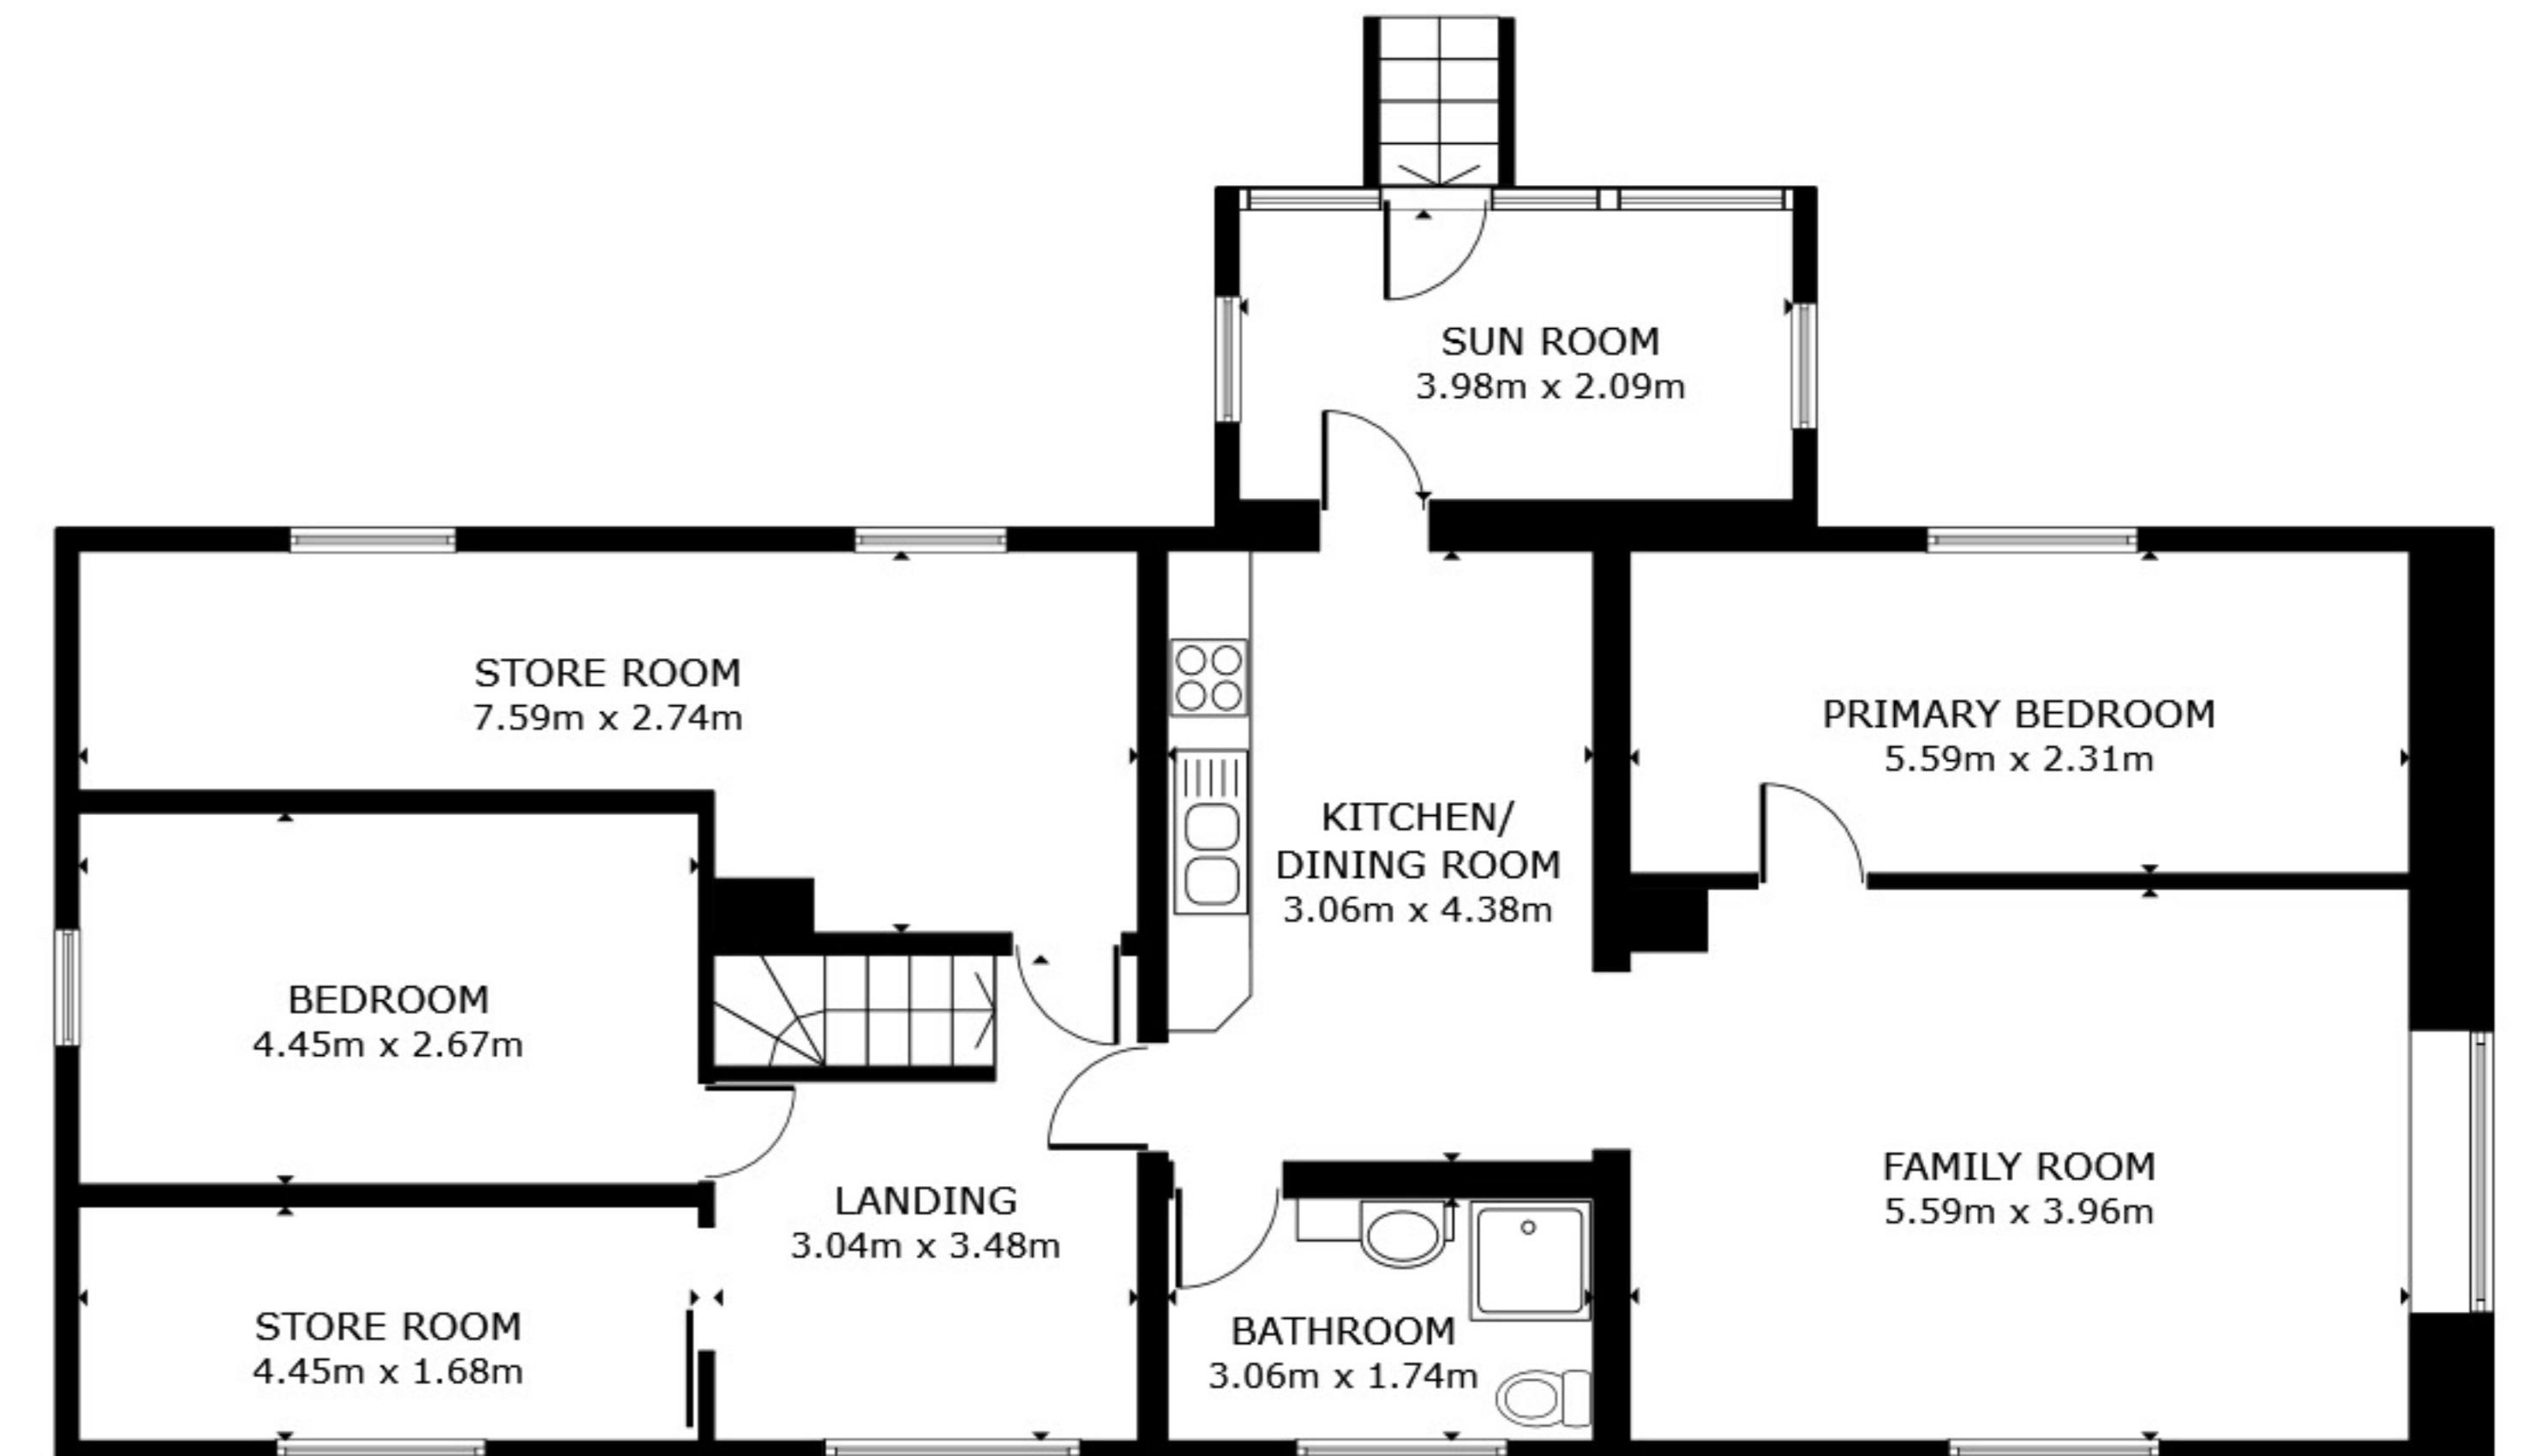 SUN ROOM
3.98m x 2.09m
STORE ROOM
7.59m x 2.74m
KITCHEN/
DINING ROOM
3.06m x 4.38m
PRIMARY BEDROOM
5.59m x 2.31m
BEDROOM
4.45m x 2.67m
LANDING
3.04m x 3.48m
FAMILY ROOM
5.59m x 3.96m
STORE ROOM
4.45m x 1.68m
BATHROOM
3.06m x 1.74m